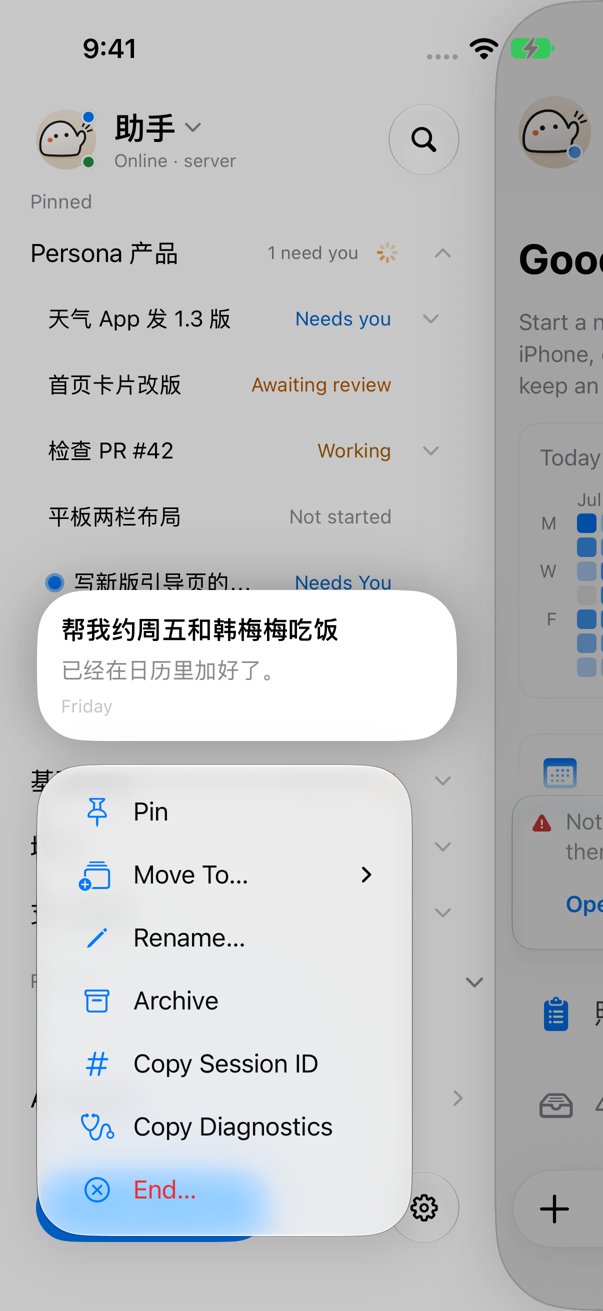 9:41
助手
Online · server
Pinned
Persona 产品
1 need you
天气 App 发 1.3 版
Needs you
首页卡片改版
Awaiting review
检查 PR #42
Working
平板两栏布局
Not started
写新版引导页的...
Needs You
帮我约周五和韩梅梅吃饭
已经在日历里加好了。
Friday
Pin
Move To...
Rename...
Archive
Copy Session ID
Copy Diagnostics
End...
Start a
iPhone,
keep an
Today
Jul
M
W
F